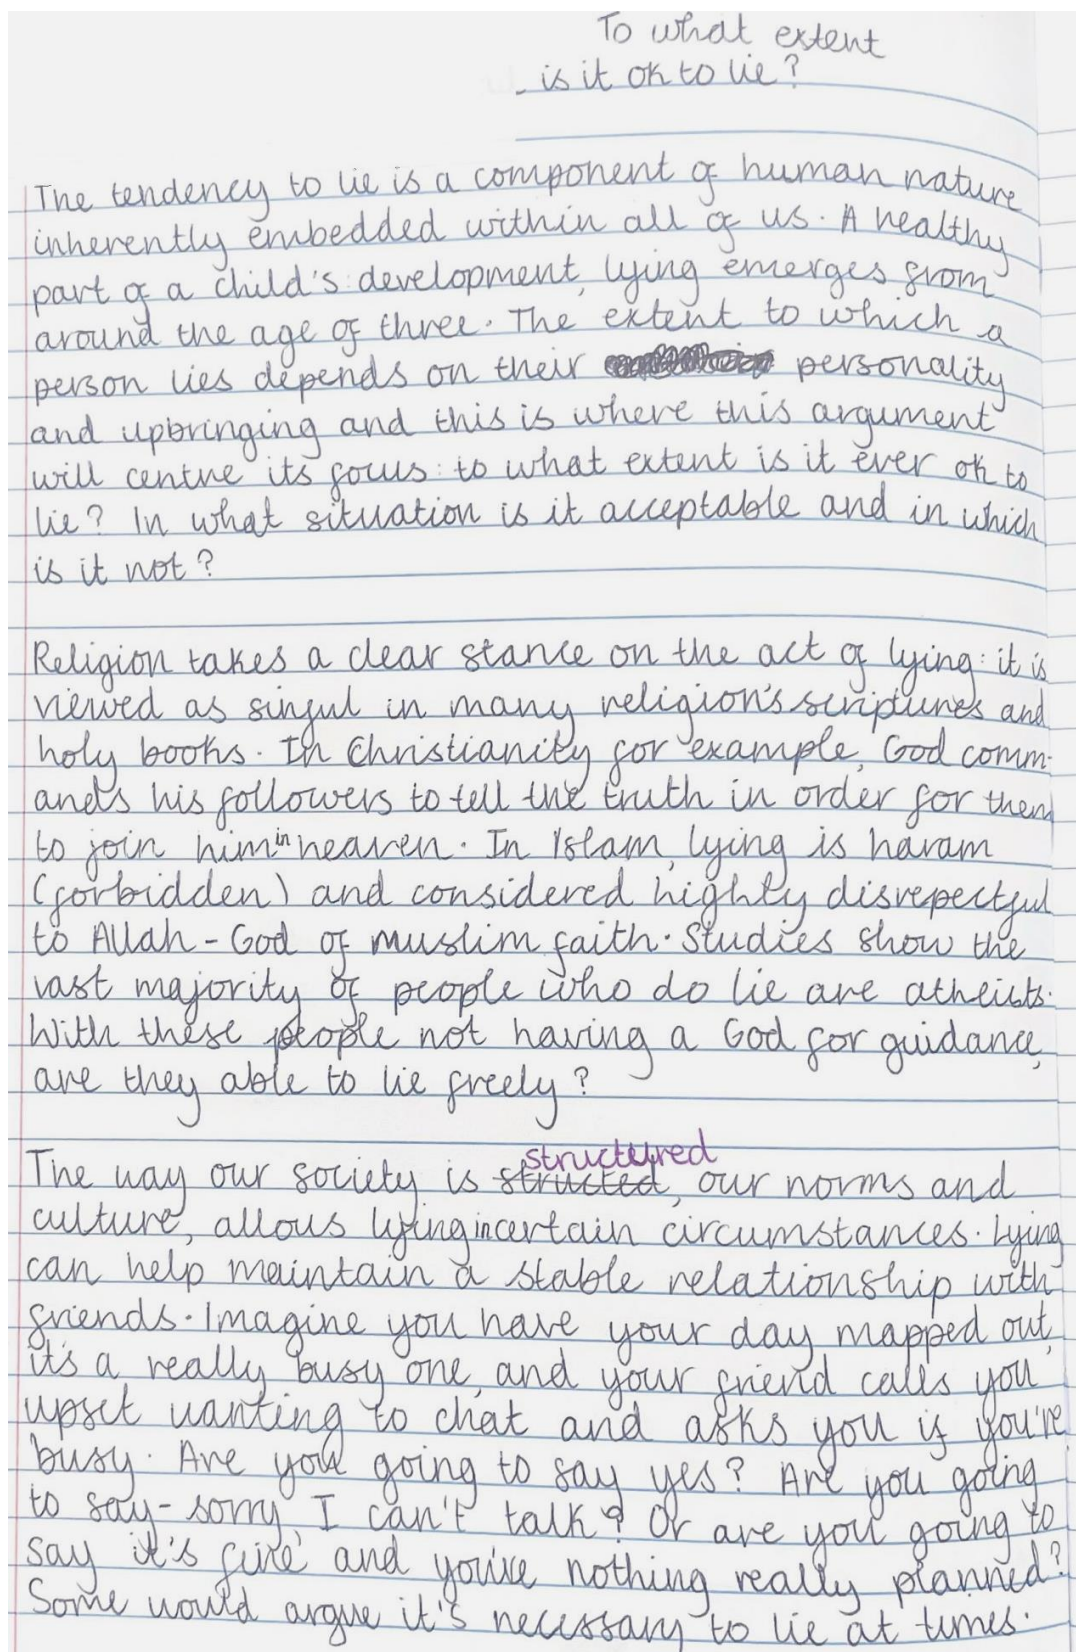 To what extent
- is it ok to lie?
The tendency to lie is a component of human nature
inherently embedded within all of us. A healthy
part of a child's development, lying emerges from
around the age of three. The extent to which a
person lies depends on their personality
and upbringing and this is where this argument
will centre its focus: to what extent is it ever ok to
lie? In what situation is it acceptable and in which
is it not?
Religion takes a clear stance on the act of lying: it is
viewed as sinful in many religion's scriptures and
holy books. In Christianity for example, God comm-
ands his followers to tell the truth in order for them
to join him in heaven. In Islam, lying is haram
(forbidden) and considered highly disrepectful
to Allah - God of muslim faith. Studies show the
vast majority of people who do lie are atheists.
With these people not having a God for guidance,
are they able to lie freely?
structured
The way our society is structed, our norms and
culture, allows lying in certain circumstances. Lying
can help maintain a stable relationship with
friends. Imagine you have your day mapped out,
it's a really busy one, and your friend calls you
upset wanting to chat and asks you if you're
busy. Are you going to say yes? Are you going
to say - sorry, I can't talk? Or are you going to
say it's fine and you've nothing really planned?
Some would argue it's necessary to lie at times.